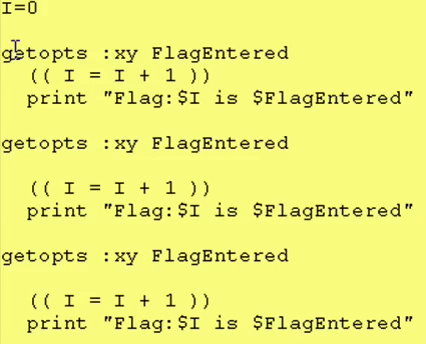 I=0
getopts :xy FlagEntered
(( I = I + 1 ))
print "Flag:$I is $FlagEntered"
getopts :xy FlagEntered
(( I = I + 1 ))
print "Flag:$I is $FlagEntered"
getopts :xy FlagEntered
(( I = I + 1 ))
print "Flag:$I is $FlagEntered"